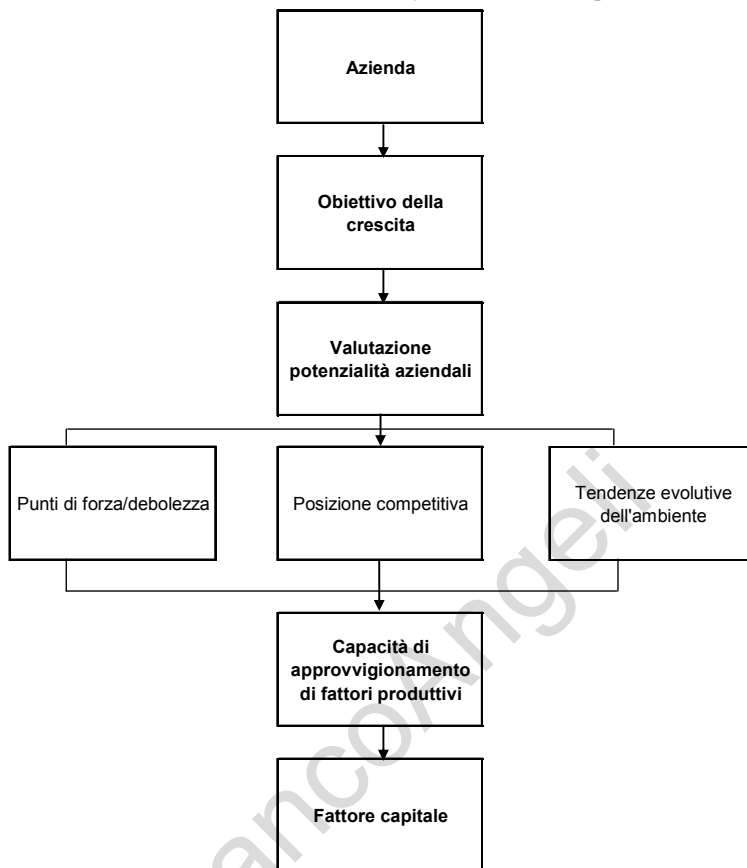 Azienda
Obiettivo della
crescita
Valutazione
potenzialità aziendali
Punti di forza/debolezza
Posizione competitiva
Tendenze evolutive
dell'ambiente
Capacità di
approvvigionamento
di fattori produttivi
Fattore capitale
ancoAngeli